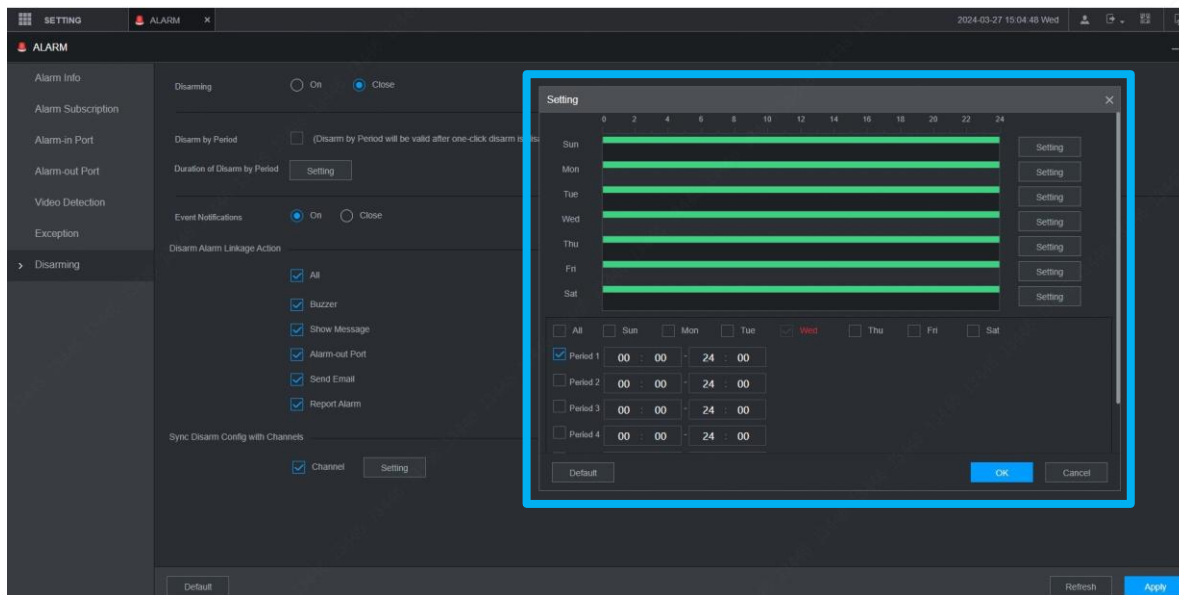 SETTING
ALARM ×
2024-03-27 15:04:48 Wed
ALARM
Alarm Info
Alarm Subscription
Alarm-in Port
Alarm-out Port
Video Detection
Exception
Disarming
Disarming On Close
Disarm by Period (Disarm by Period will be valid after one-click disarm is
Duration of Disarm by Period Setting
Event Notifications On Close
Disarm Alarm Linkage Action
All
Buzzer
Show Message
Alarm-out Port
Send Email
Report Alarm
Sync Disarm Config with Channels
Channel Setting
Default
Refresh
Apply
Setting ×
0 2 4 6 8 10 12 14 16 18 20 22 24
Sun Setting
Mon Setting
Tue Setting
Wed Setting
Thu Setting
Fri Setting
Sat Setting
All Sun Mon Tue Wed Thu Fri Sat
Period 1 00 : 00 - 24 : 00
Period 2 00 : 00 - 24 : 00
Period 3 00 : 00 - 24 : 00
Period 4 00 : 00 - 24 : 00
Default OK Cancel